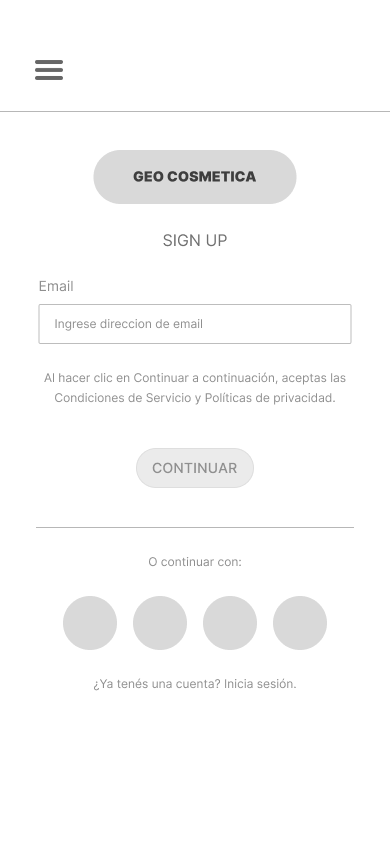 GEO COSMETICA
SIGN UP
Email
Ingrese direccion de email
Al hacer clic en Continuar a continuación, aceptas las
Condiciones de Servicio y Políticas de privacidad.
CONTINUAR
O continuar con:
¿Ya tenés una cuenta? Inicia sesión.